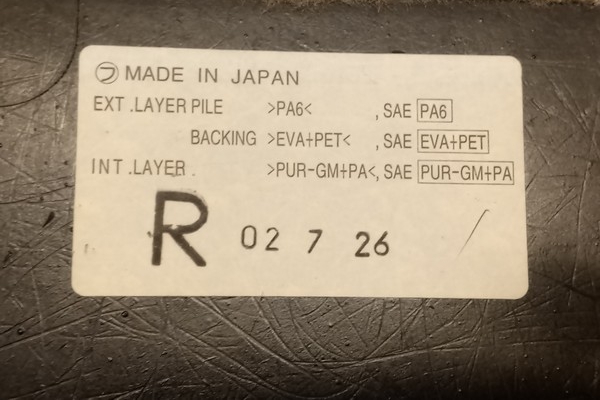 ㋫ MADE IN JAPAN
EXT .LAYER PILE >PA6< , SAE PA6
BACKING >EVA+PET< , SAE EVA+PET
INT .LAYER . >PUR-GM+PA<, SAE PUR-GM+PA
R 02 7 26 /